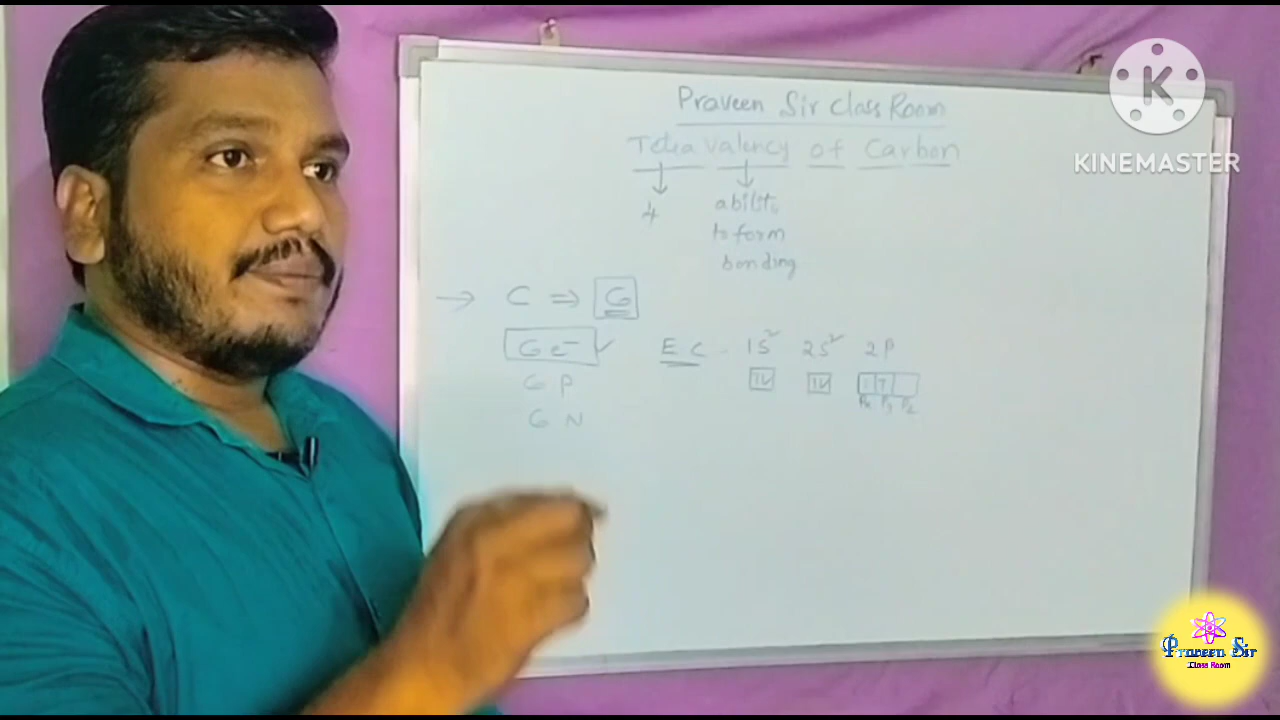 Praveen Sir Class Room
Tetra valency of Carbon
4
ability
to form
bonding
→ C ⇒ 6
6 e⁻ ✓
6 P
6 N
E C - 1S² 2S² 2P
Px Py Pz
K
KINEMASTER
Praveen Sir
Class Room